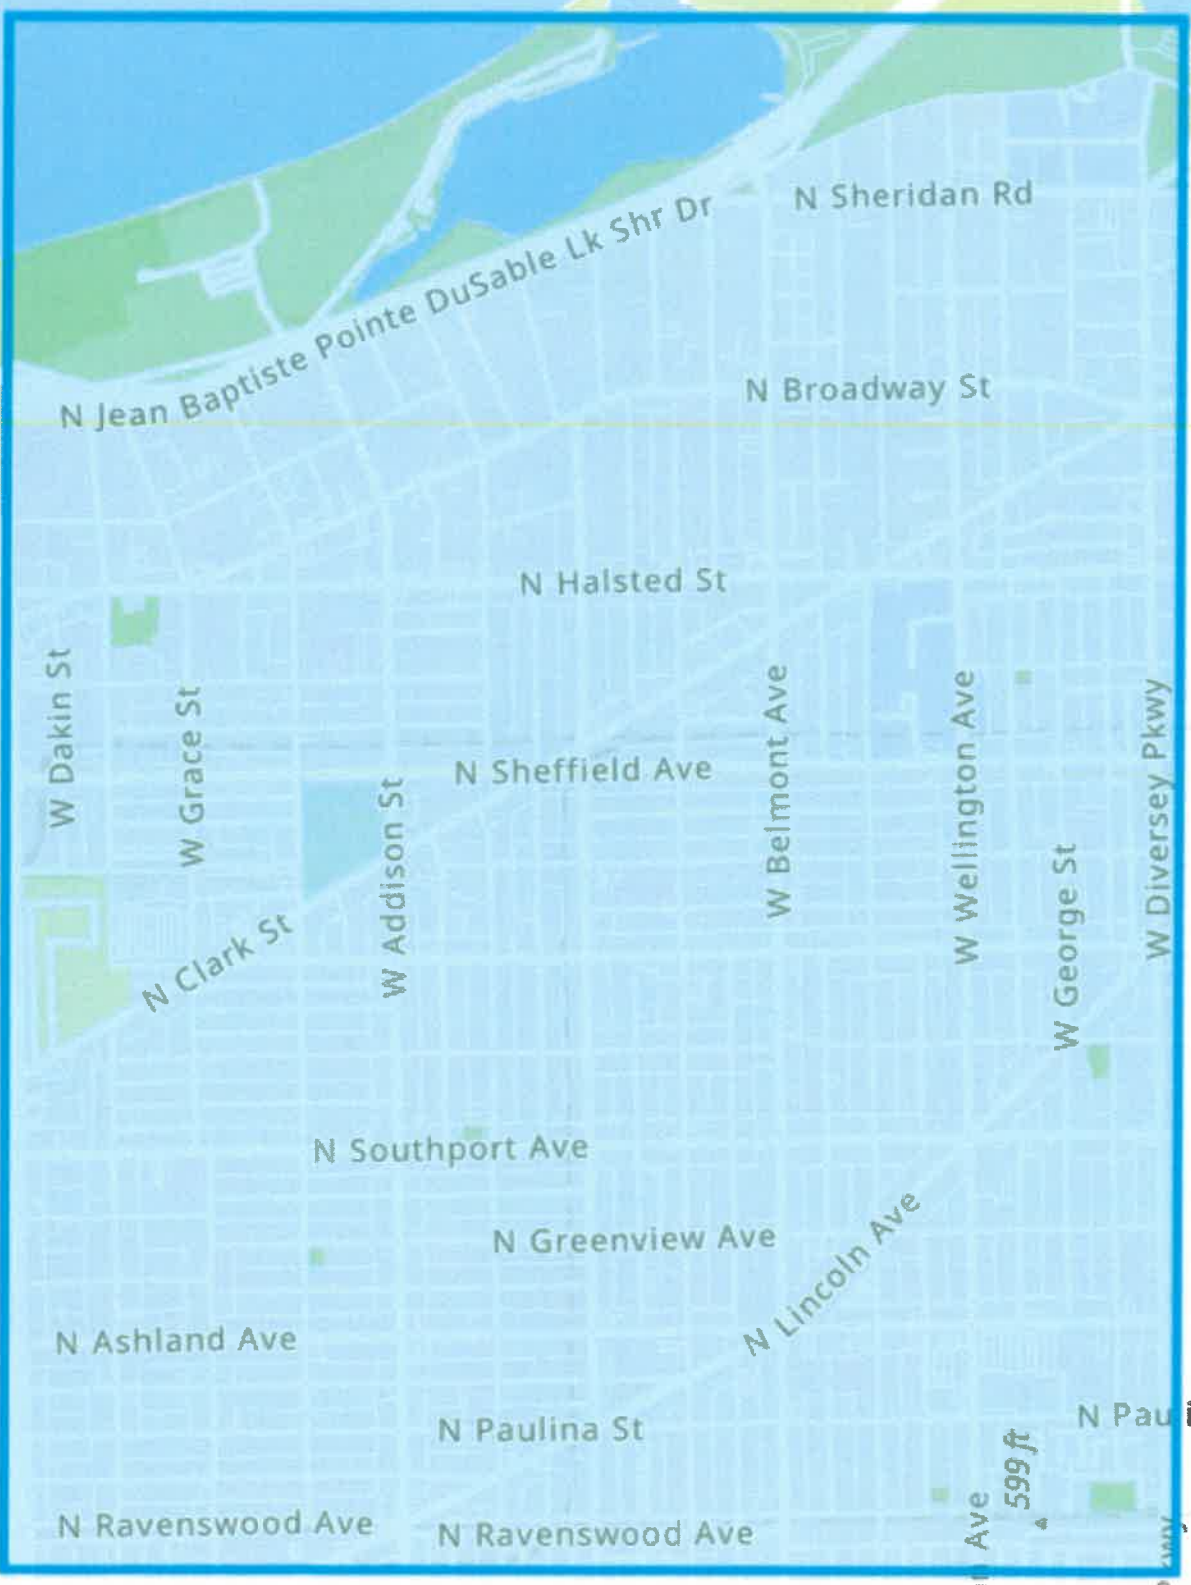 N Sheridan Rd
N Jean Baptiste Pointe DuSable Lk Shr Dr
N Broadway St
N Halsted St
W Dakin St
W Grace St
N Sheffield Ave
W Addison St
W Belmont Ave
W Wellington Ave
W George St
W Diversey Pkwy
N Clark St
N Southport Ave
N Greenview Ave
N Lincoln Ave
N Ashland Ave
N Paulina St
N Pau
599 ft
N Ravenswood Ave
N Ravenswood Ave
Ave